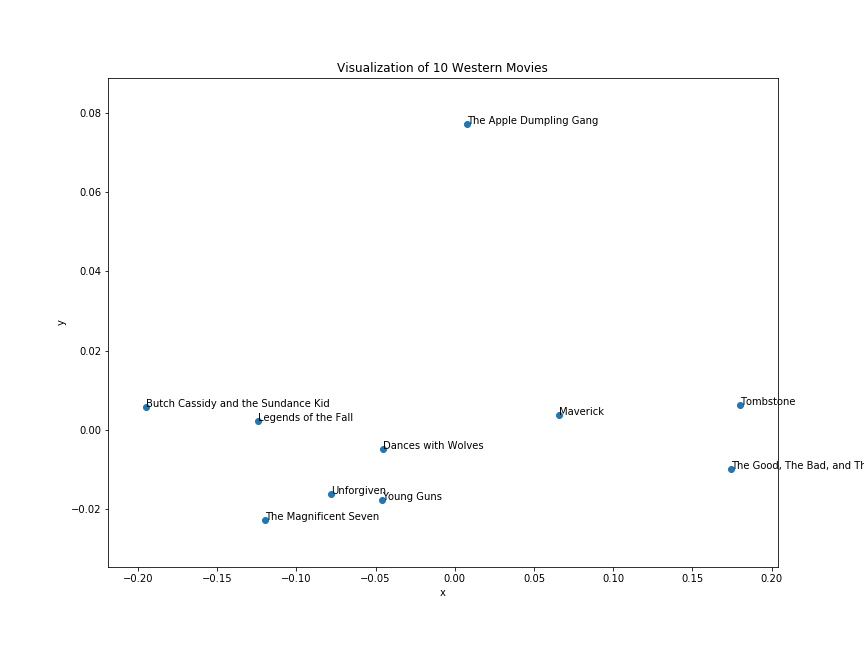 Visualization of 10 Western Movies
0.08
The Apple Dumpling Gang
0.06
0.04
y
0.02
Butch Cassidy and the Sundance Kid
Tombstone
Legends of the Fall
Maverick
0.00
Dances with Wolves
The Good, The Bad, and
Unforgiven
Young Guns
−0.02
The Magnificent Seven
−0.20 −0.15 −0.10 −0.05 0.00 0.05 0.10 0.15 0.20
x